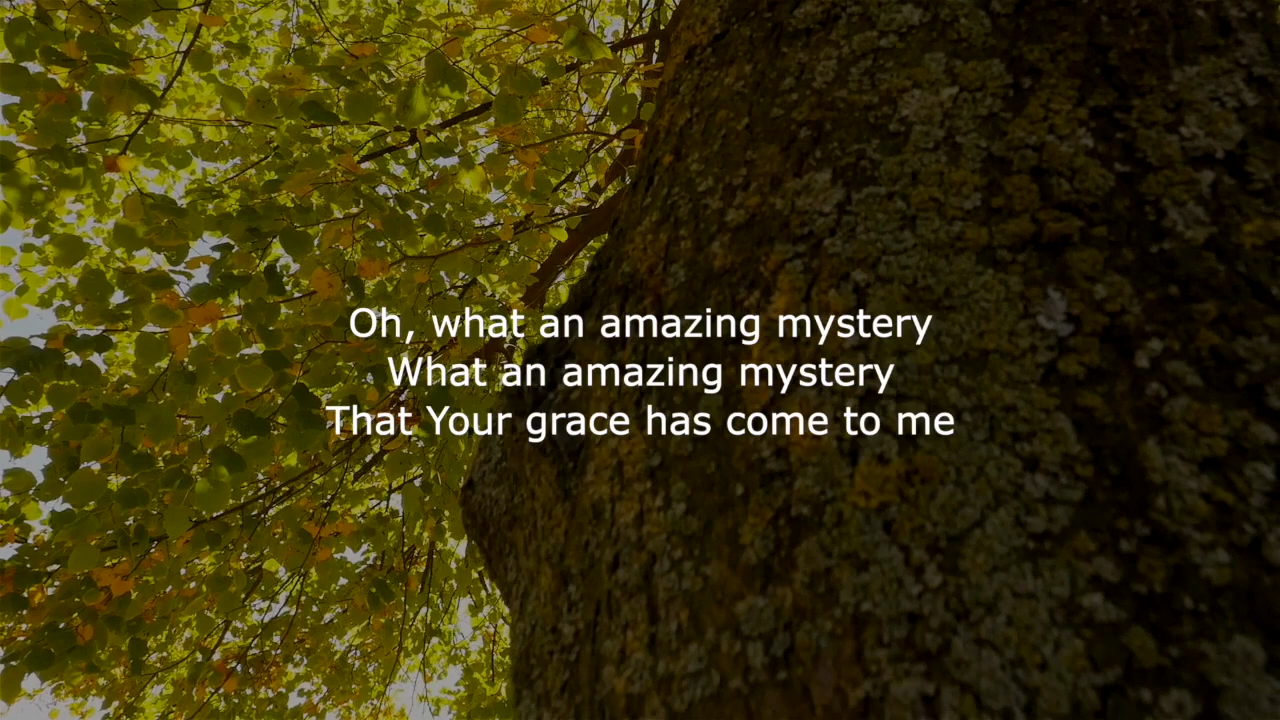 Oh, what an amazing mystery
What an amazing mystery
That Your grace has come to me